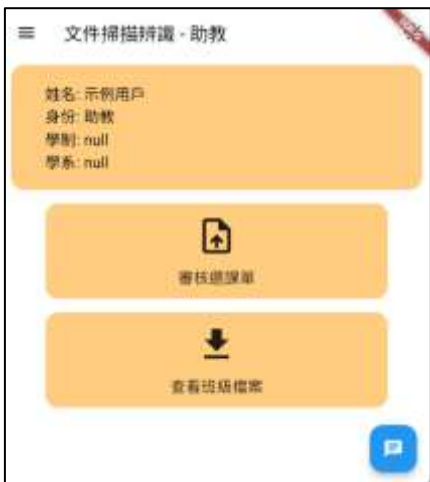 文件掃描辨識 - 助教
姓名: 示例用戶
身份: 助教
學制: null
學系: null
審核退課單
查看班級檔案